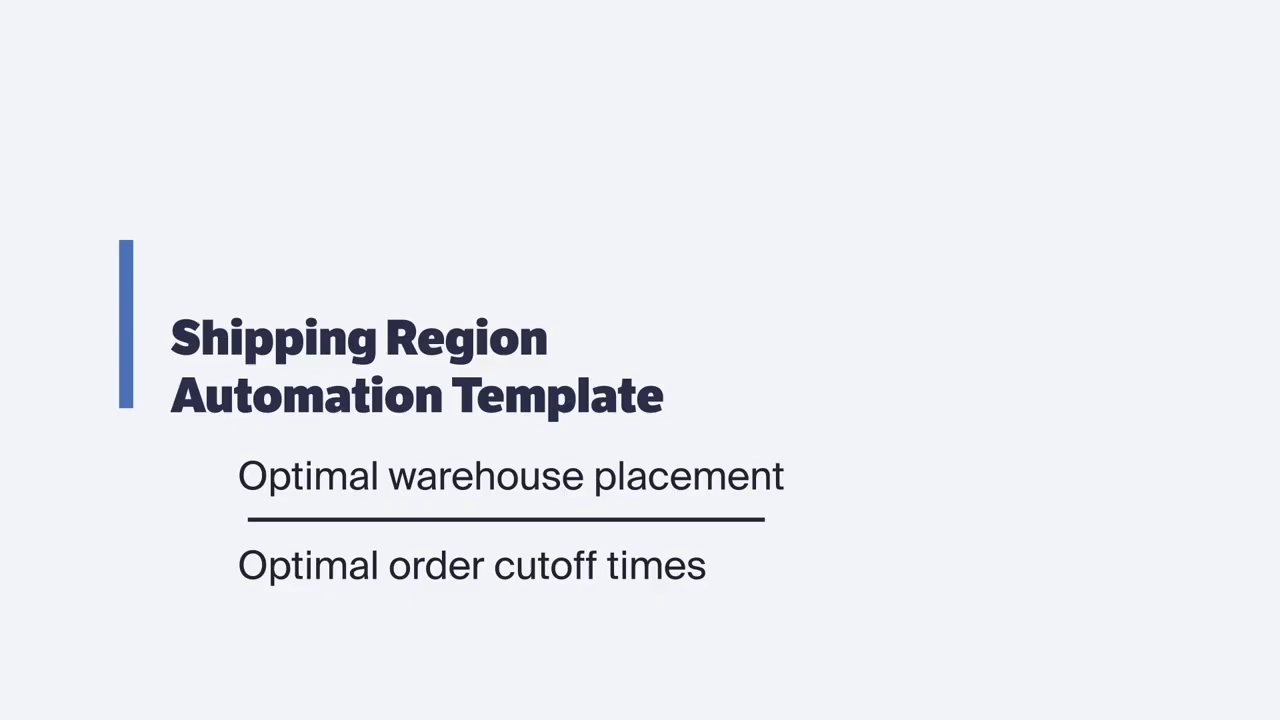 Shipping Region
Automation Template
Optimal warehouse placement
Optimal order cutoff times